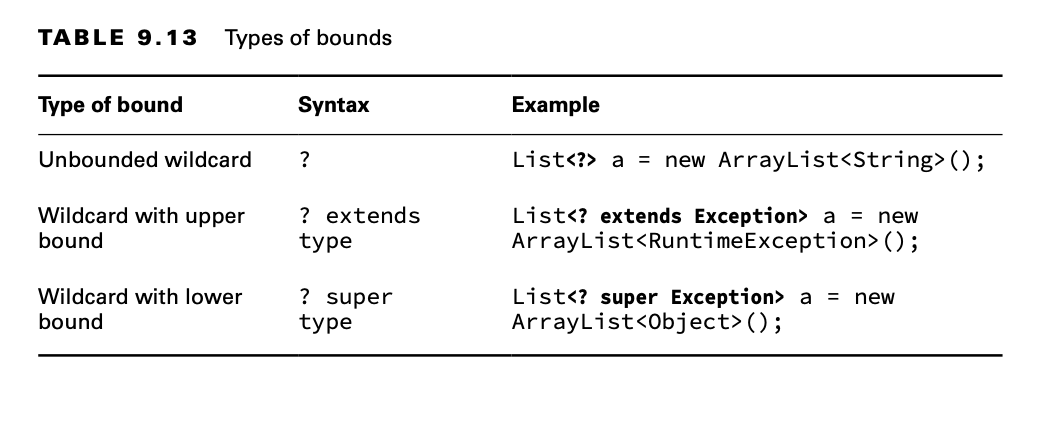 TABLE 9.13 Types of bounds
Type of bound Syntax Example
Unbounded wildcard ? List<?> a = new ArrayList<String>();
Wildcard with upper bound ? extends type List<? extends Exception> a = new ArrayList<RuntimeException>();
Wildcard with lower bound ? super type List<? super Exception> a = new ArrayList<Object>();